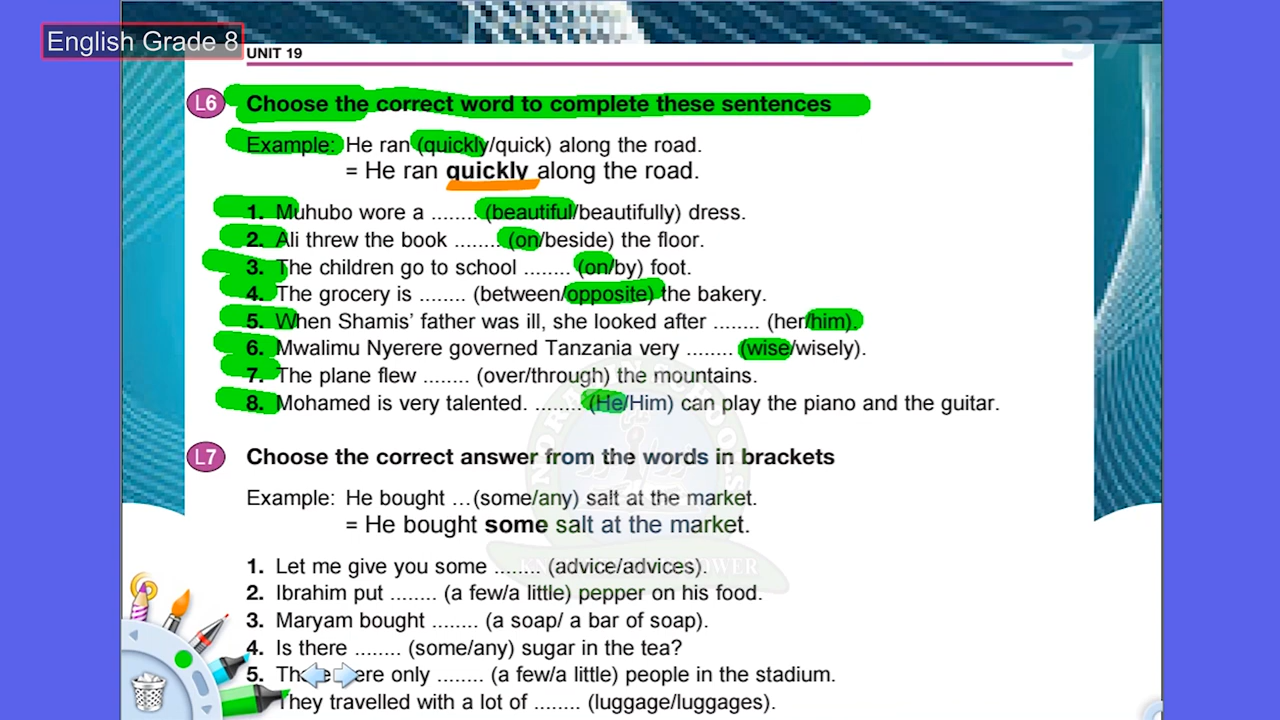 37
English Grade 8
UNIT 19
L6 Choose the correct word to complete these sentences
Example: He ran (quickly/quick) along the road.
= He ran quickly along the road.
1. Muhubo wore a ........ (beautiful/beautifully) dress.
2. Ali threw the book ........ (on/beside) the floor.
3. The children go to school ........ (on/by) foot.
4. The grocery is ........ (between/opposite) the bakery.
5. When Shamis' father was ill, she looked after ........ (her/him).
6. Mwalimu Nyerere governed Tanzania very ........ (wise/wisely).
7. The plane flew ........ (over/through) the mountains.
8. Mohamed is very talented. ........ (He/Him) can play the piano and the guitar.
L7 Choose the correct answer from the words in brackets
Example: He bought ...(some/any) salt at the market.
= He bought some salt at the market.
1. Let me give you some ........ (advice/advices).
2. Ibrahim put ........ (a few/a little) pepper on his food.
3. Maryam bought ........ (a soap/ a bar of soap).
4. Is there ........ (some/any) sugar in the tea?
5. only ........ (a few/a little) people in the stadium.
They travelled with a lot of ........ (luggage/luggages).